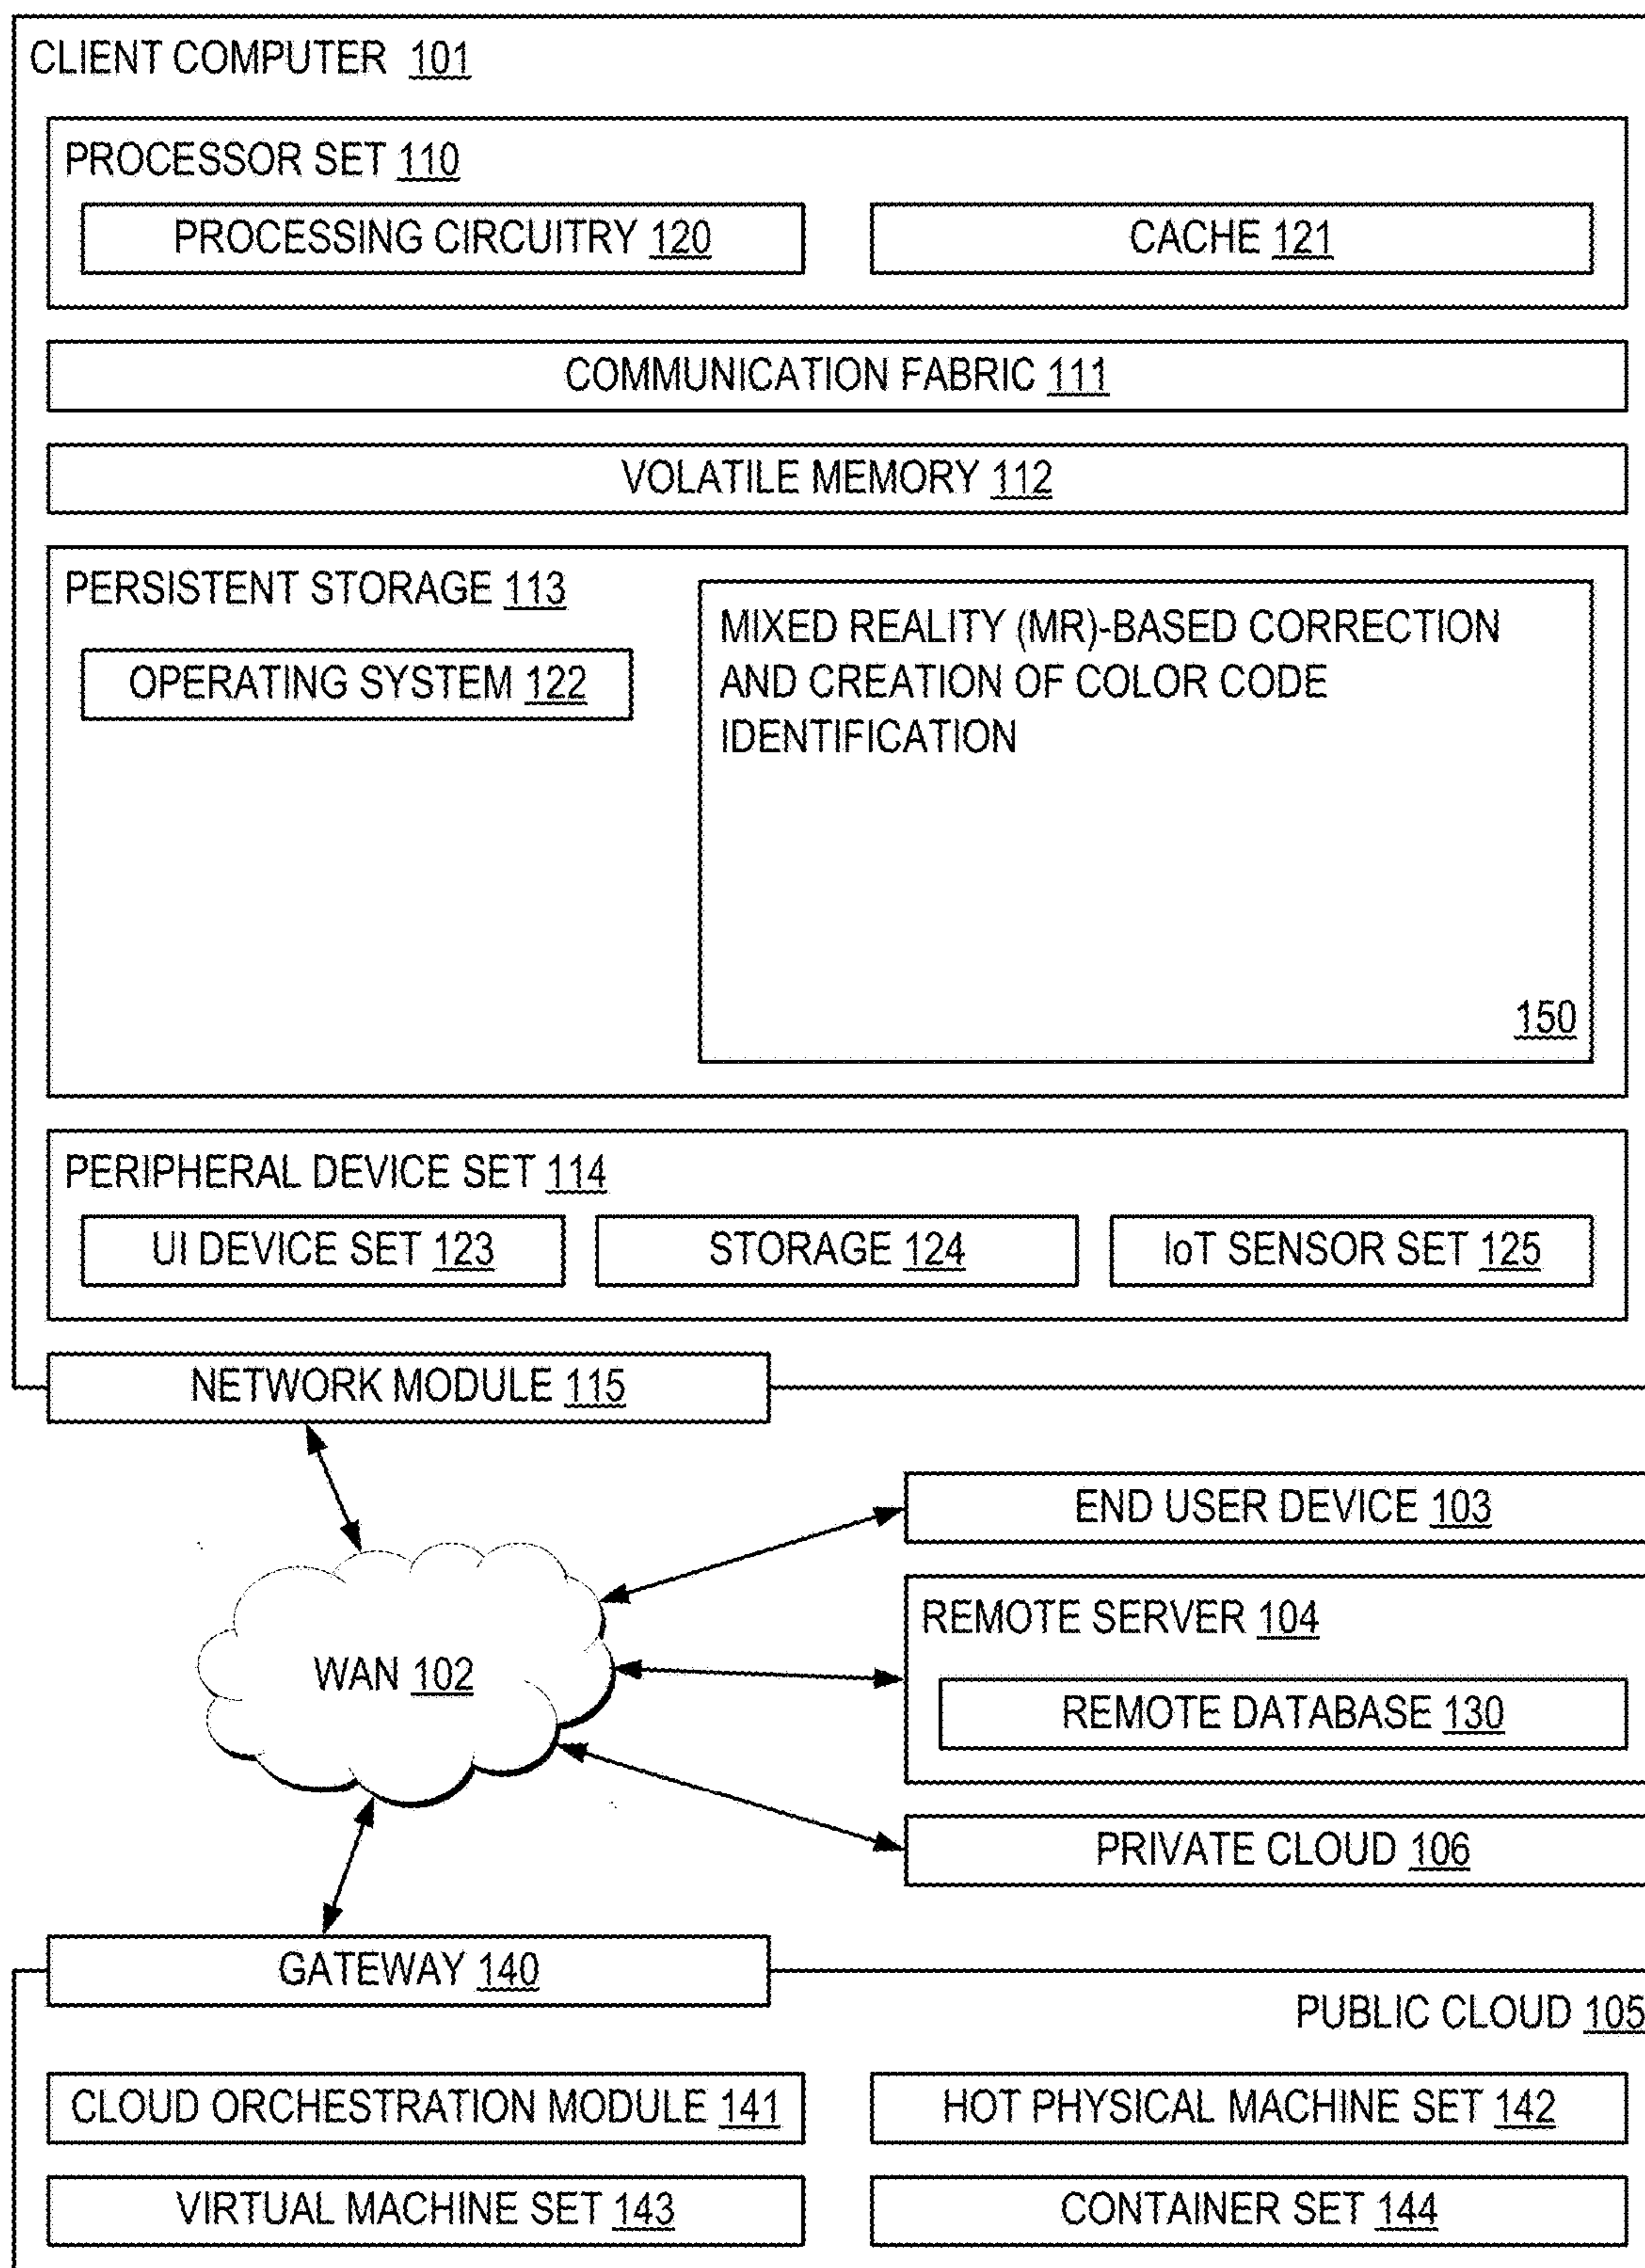 CLIENT COMPUTER 101
PROCESSOR SET 110
PROCESSING CIRCUITRY 120
CACHE 121
COMMUNICATION FABRIC 111
VOLATILE MEMORY 112
PERSISTENT STORAGE 113
OPERATING SYSTEM 122
MIXED REALITY (MR)-BASED CORRECTION
AND CREATION OF COLOR CODE
IDENTIFICATION
150
PERIPHERAL DEVICE SET 114
UI DEVICE SET 123
STORAGE 124
IoT SENSOR SET 125
NETWORK MODULE 115
END USER DEVICE 103
REMOTE SERVER 104
WAN 102
REMOTE DATABASE 130
PRIVATE CLOUD 106
GATEWAY 140
PUBLIC CLOUD 105
CLOUD ORCHESTRATION MODULE 141
HOT PHYSICAL MACHINE SET 142
VIRTUAL MACHINE SET 143
CONTAINER SET 144